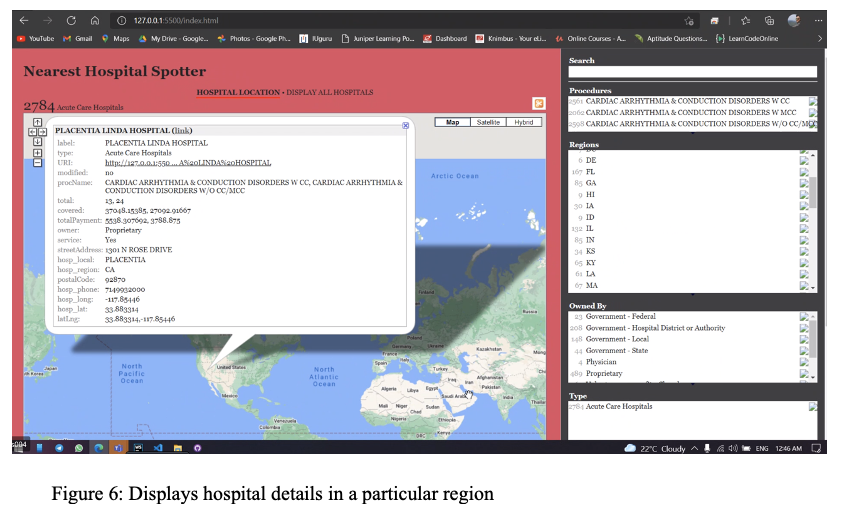 127.0.0.1:5500/index.html
YouTube Gmail Maps My Drive - Google... Photos - Google Ph... IUguru Juniper Learning Po... Dashboard Knimbus - Your eLi... Online Courses - A... Aptitude Questions... LearnCodeOnline
Nearest Hospital Spotter
HOSPITAL LOCATION • DISPLAY ALL HOSPITALS
2784 Acute Care Hospitals
Map Satellite Hybrid
PLACENTIA LINDA HOSPITAL (link)
label: PLACENTIA LINDA HOSPITAL
type: Acute Care Hospitals
URI: http://127.0.0.1:550 ... A%20LINDA%20HOSPITAL
modified: no
procName: CARDIAC ARRHYTHMIA & CONDUCTION DISORDERS W CC, CARDIAC ARRHYTHMIA &
CONDUCTION DISORDERS W/O CC/MCC
total: 13, 24
covered: 37048.15385, 27092.91667
totalPayment: 5538.307692, 3788.875
owner: Proprietary
service: Yes
streetAddress: 1301 N ROSE DRIVE
hosp_local: PLACENTIA
hosp_region: CA
postalCode: 92870
hosp_phone: 7149932000
hosp_long: -117.85446
hosp_lat: 33.883314
latLng: 33.883314,-117.85446
Arctic Ocean
Finland
Russia
Poland
Germany Ukraine
France
Kazakhstan
Mong
Spain Italy
Turkey
North
Pacific
Ocean
United States
North
Atlantic
Ocean
Japan
th Korea
Iraq Iran Afghanistan
Pakistan
Algeria Libya Egypt
Saudi Arabia
India
Mexico
Mali Niger Sudan
Chad
Thaila
Nigeria
Ethiopia
Venezuela
Colombia
DRC Kenya
Search
Procedures
2561 CARDIAC ARRHYTHMIA & CONDUCTION DISORDERS W CC
2062 CARDIAC ARRHYTHMIA & CONDUCTION DISORDERS W MCC
2598 CARDIAC ARRHYTHMIA & CONDUCTION DISORDERS W/O CC/MCC
Regions
6 DE
167 FL
85 GA
9 HI
30 IA
9 ID
132 IL
85 IN
34 KS
65 KY
61 LA
67 MA
Owned By
23 Government - Federal
208 Government - Hospital District or Authority
148 Government - Local
44 Government - State
4 Physician
489 Proprietary
Type
2784 Acute Care Hospitals
22°C Cloudy ENG 12:46 AM
Figure 6: Displays hospital details in a particular region